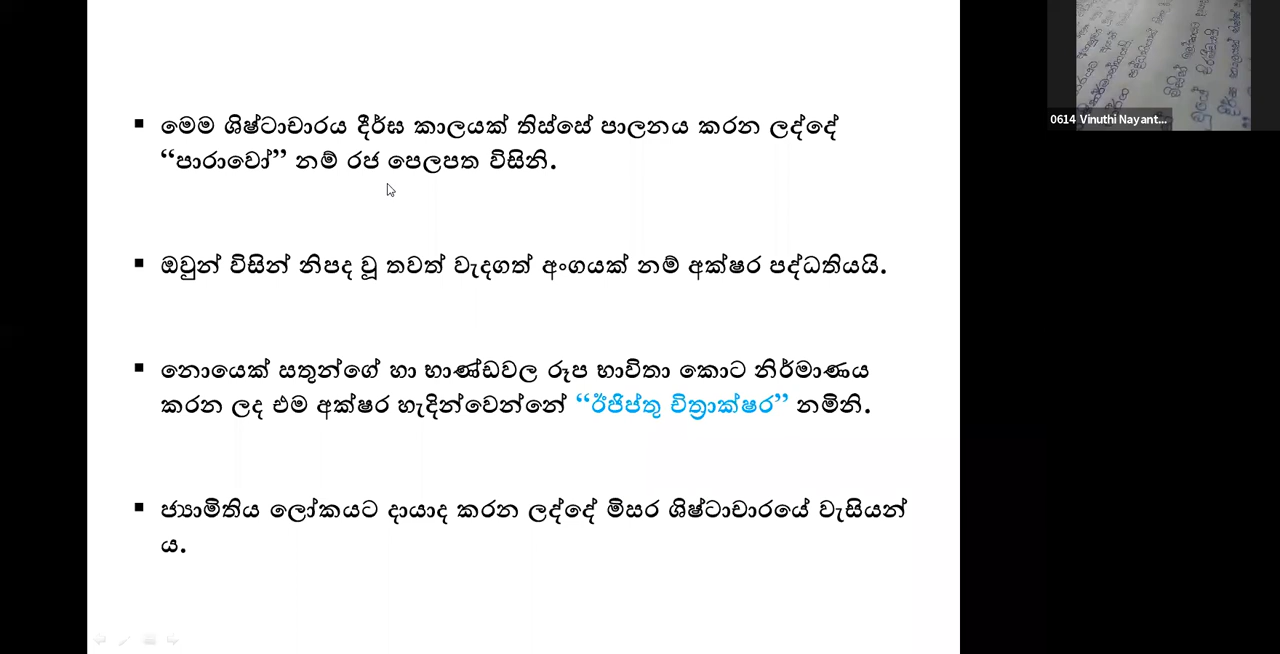 ▪ මෙම ශිෂ්ටාචාරය දීර්ඝ කාලයක් තිස්සේ පාලනය කරන ලද්දේ
“පාරාවෝ” නම් රජ පෙලපත විසිනි.
▪ ඔවුන් විසින් නිපද වූ තවත් වැදගත් අංගයක් නම් අක්ෂර පද්ධතියයි.
▪ නොයෙක් සතුන්ගේ හා භාණ්ඩවල රූප භාවිතා කොට නිර්මාණය
කරන ලද එම අක්ෂර හැදින්වෙන්නේ “ඊජිප්තු චිත්‍රාක්ෂර” නමිනි.
▪ ජ්‍යාමිතිය ලෝකයට දායාද කරන ලද්දේ මිසර ශිෂ්ටාචාරයේ වැසියන්
ය.
0614 Vinuthi Nayant...